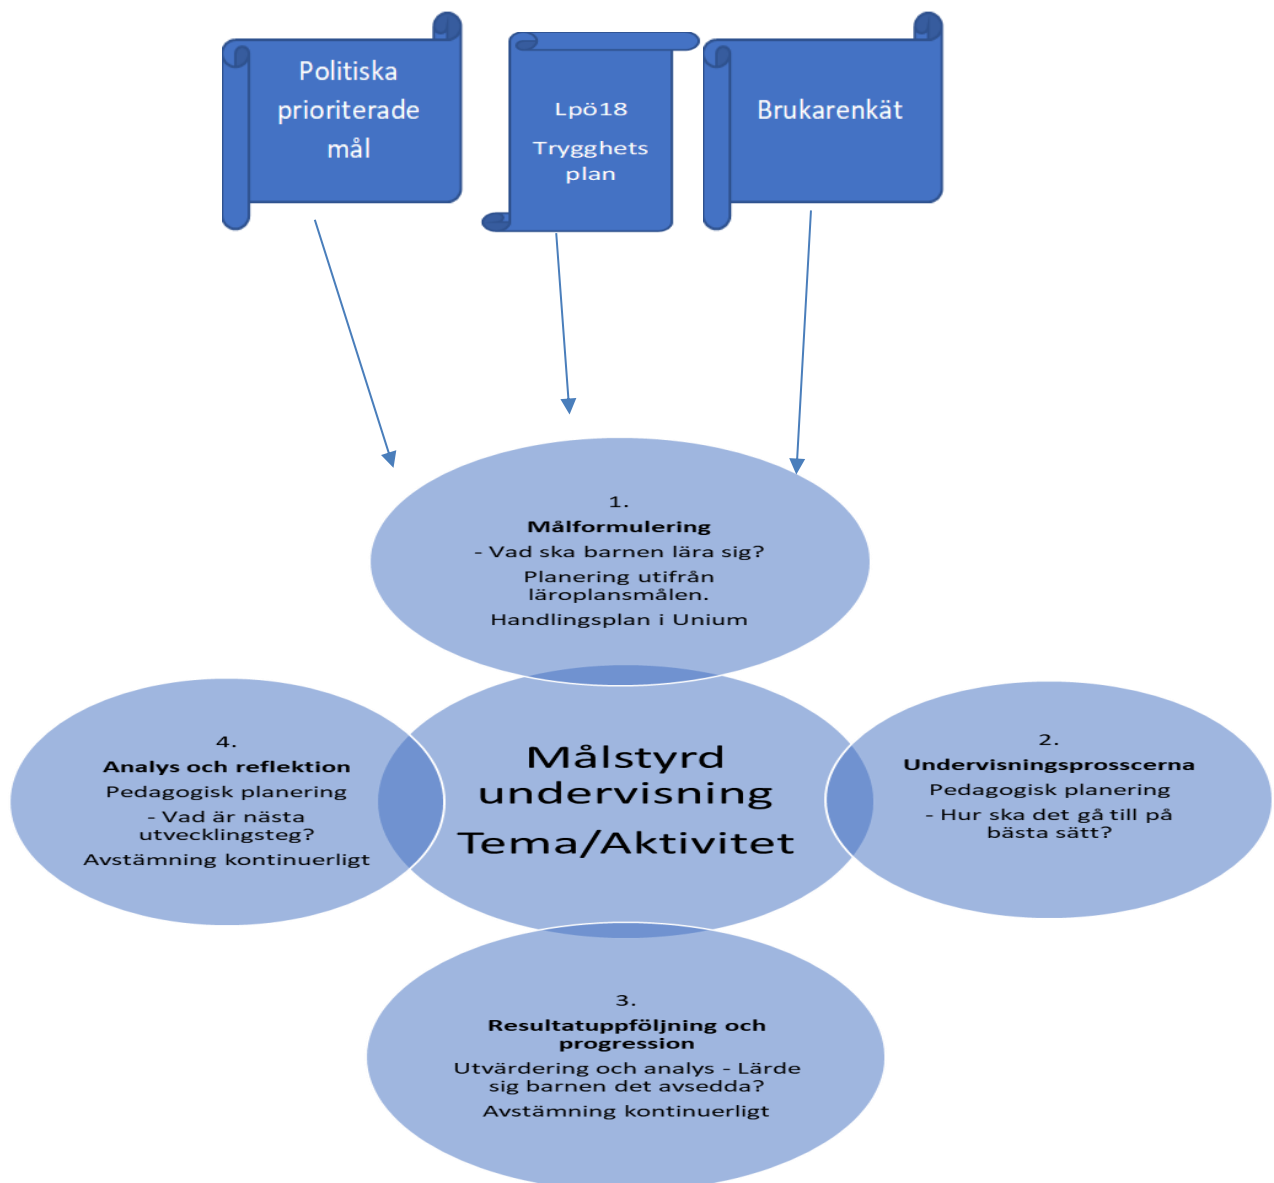 Politiska
prioriterade
mål
Lpö18
Trygghets
plan
Brukarenkät
1.
Målformulering
- Vad ska barnen lära sig?
Planering utifrån
läroplansmålen.
Handlingsplan i Unium
4.
Analys och reflektion
Pedagogisk planering
- Vad är nästa
utvecklingsteg?
Avstämning kontinuerligt
Målstyrd
undervisning
Tema/Aktivitet
2.
Undervisningsprosscerna
Pedagogisk planering
- Hur ska det gå till på
bästa sätt?
3.
Resultatuppföljning och
progression
Utvärdering och analys - Lärde
sig barnen det avsedda?
Avstämning kontinuerligt